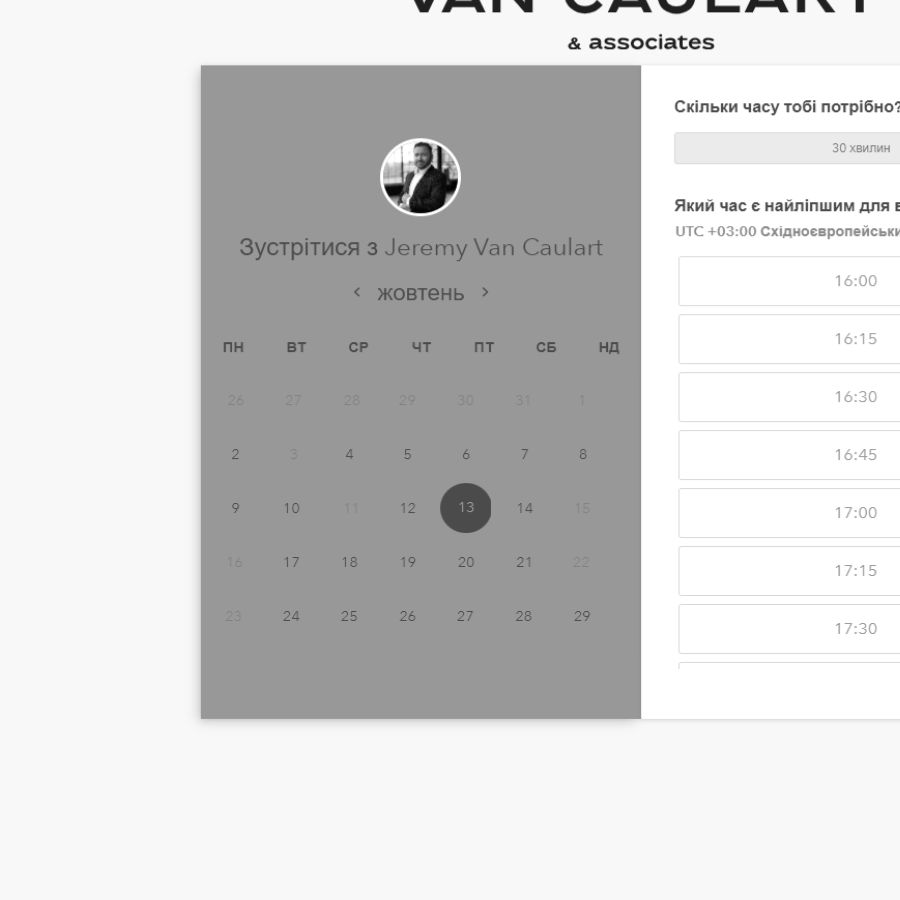 VAN CAULART
& associates
Зустрітися з Jeremy Van Caulart
жовтень
ПН ВТ СР ЧТ ПТ СБ НД
26 27 28 29 30 31 1
2 3 4 5 6 7 8
9 10 11 12 13 14 15
16 17 18 19 20 21 22
23 24 25 26 27 28 29
Скільки часу тобі потрібно?
30 хвилин
Який час є найліпшим для
UTC +03:00
16:00
16:15
16:30
16:45
17:00
17:15
17:30